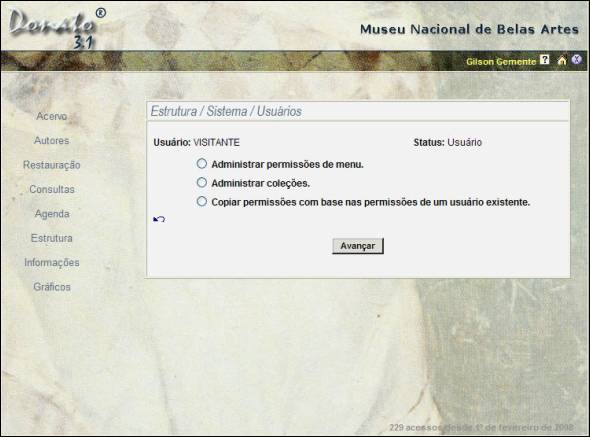 Donato ®
3.1
Museu Nacional de Belas Artes
Gilson Gemente ? X
Acervo
Autores
Restauração
Consultas
Agenda
Estrutura
Informações
Gráficos
Estrutura / Sistema / Usuários
Usuário: VISITANTE Status: Usuário
Administrar permissões de menu.
Administrar coleções.
Copiar permissões com base nas permissões de um usuário existente.
Avançar
229 acessos desde 1º de fevereiro de 2008